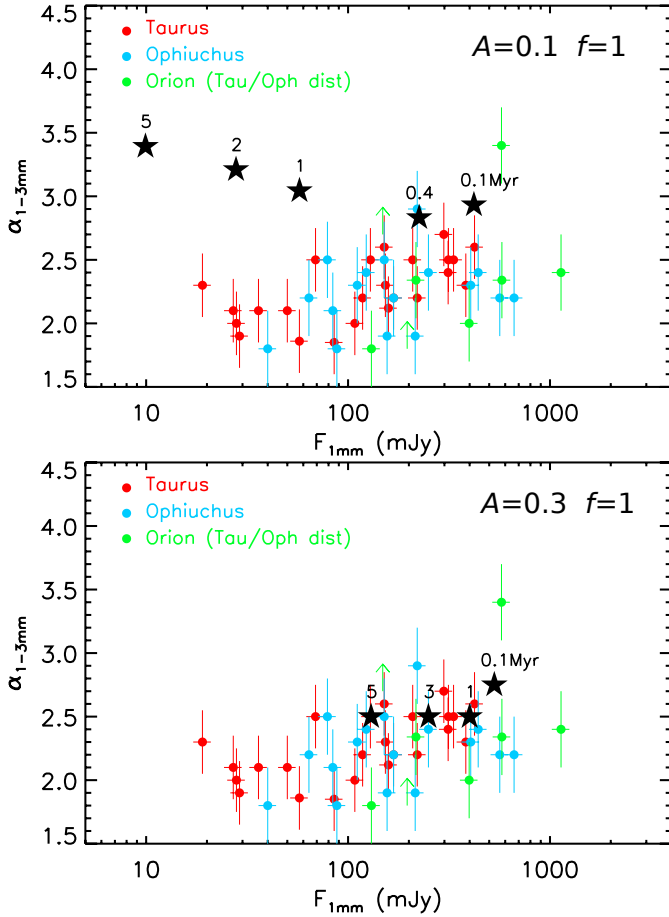 4.5
4.0
3.5
3.0
2.5
2.0
1.5
α1−3mm
Taurus
Ophiuchus
Orion (Tau/Oph dist)
A=0.1 f=1
5
2
1
0.4
0.1Myr
10
100
1000
F1mm (mJy)
4.5
4.0
3.5
3.0
2.5
2.0
1.5
α1−3mm
Taurus
Ophiuchus
Orion (Tau/Oph dist)
A=0.3 f=1
5
3
1
0.1Myr
10
100
1000
F1mm (mJy)